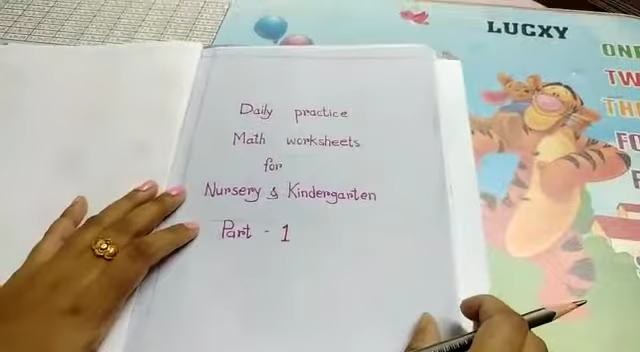 Daily practice
Math worksheets
for
Nursery & Kindergarten
Part - 1
LUCXY
ONE
TW
TH
FO